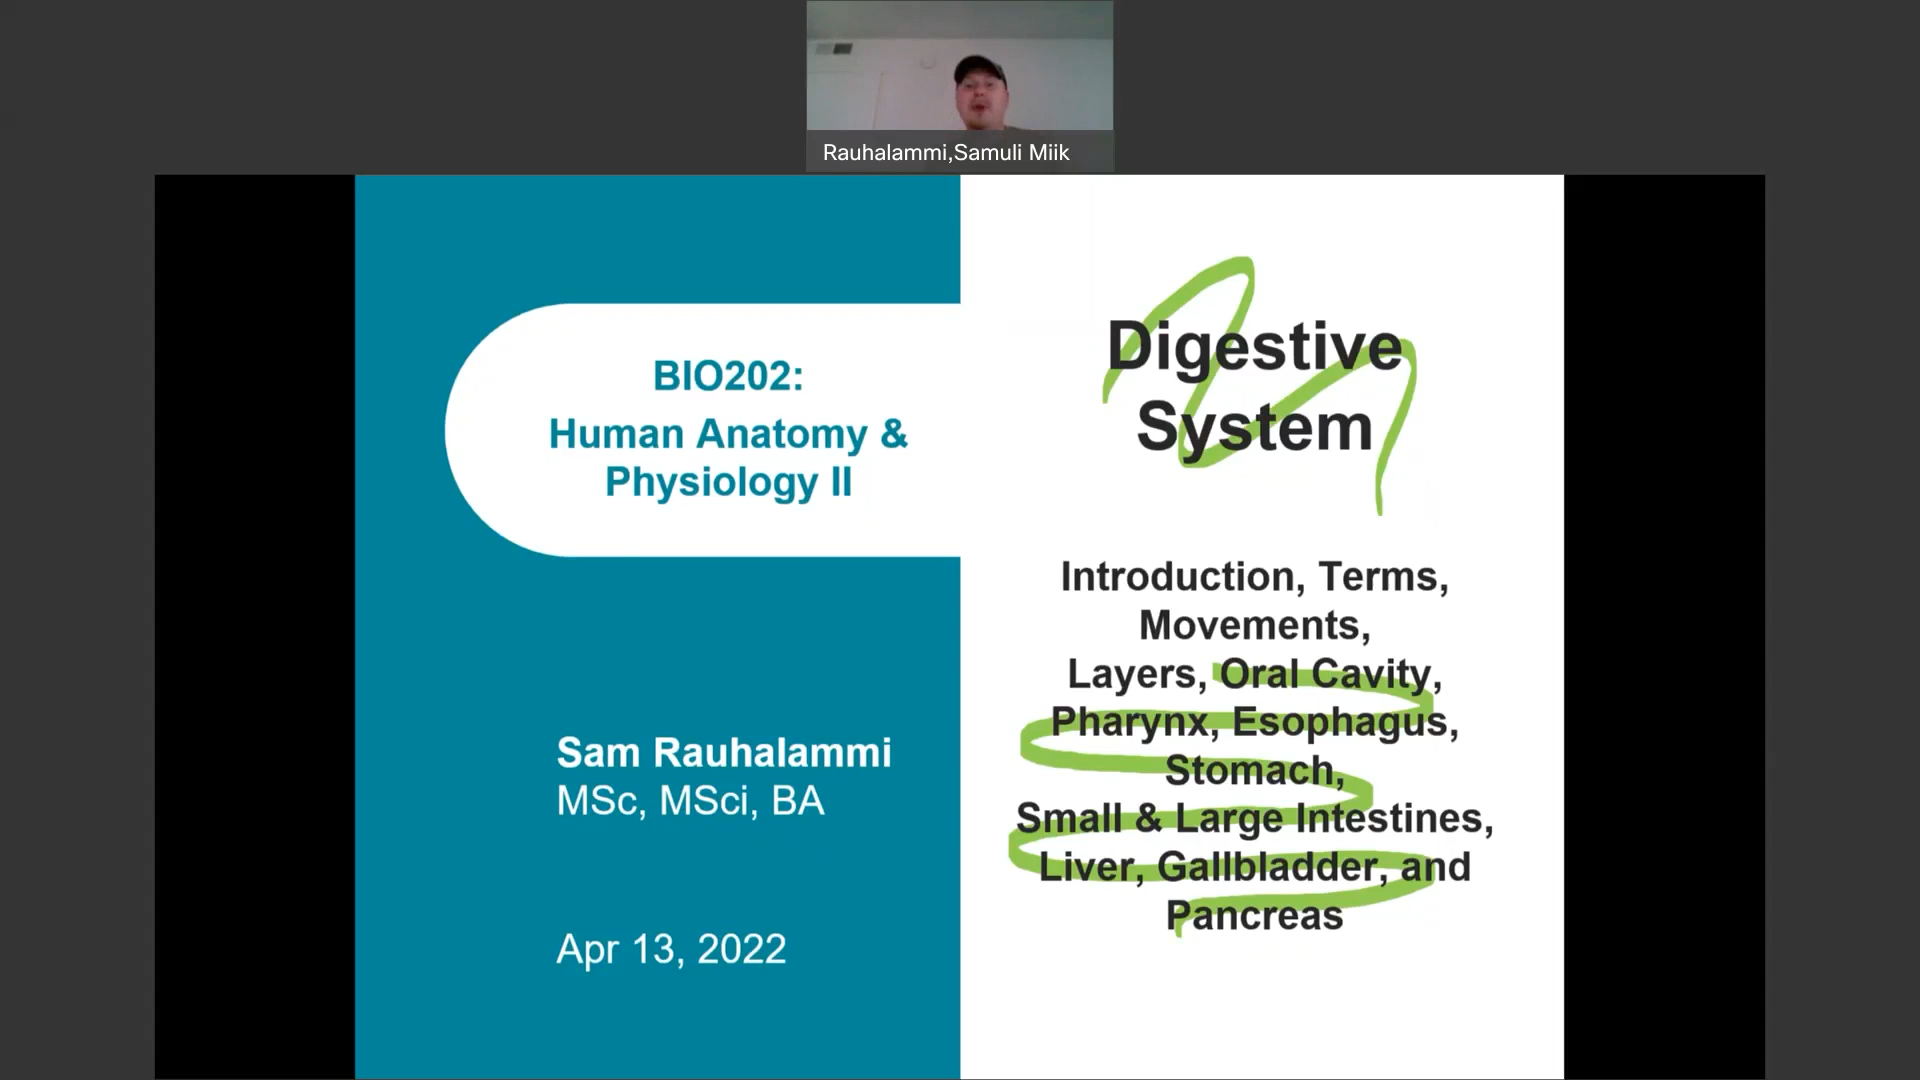 Rauhalammi,Samuli Miik
BIO202:
Human Anatomy &
Physiology II
Sam Rauhalammi
MSc, MSci, BA
Apr 13, 2022
Digestive
System
Introduction, Terms,
Movements,
Layers, Oral Cavity,
Pharynx, Esophagus,
Stomach,
Small & Large Intestines,
Liver, Gallbladder, and
Pancreas